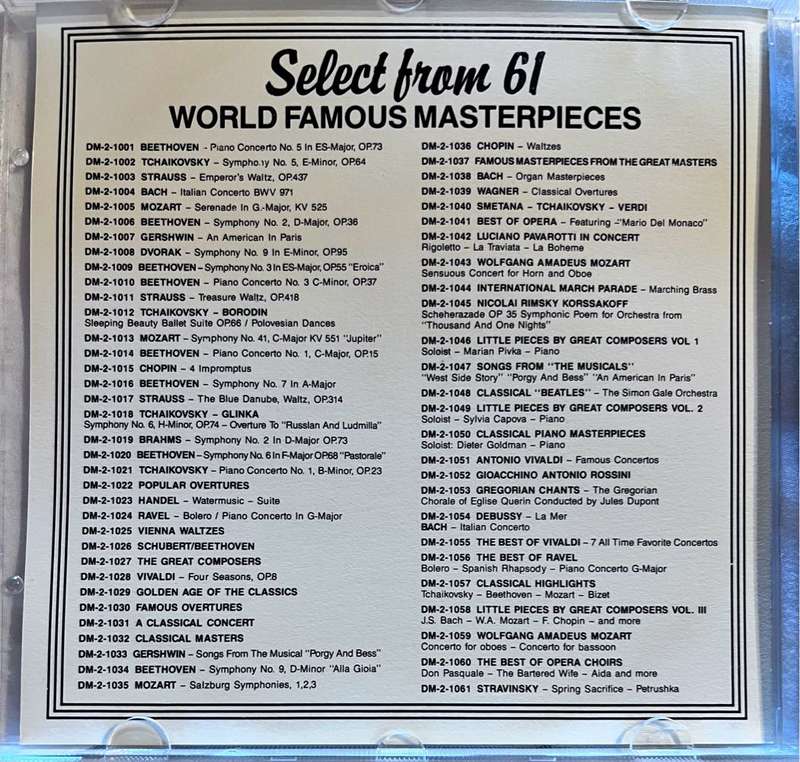 Select from 61
WORLD FAMOUS MASTERPIECES
DM-2-1001 BEETHOVEN - Piano Concerto No. 5 In ES-Major, OP.73
DM-2-1002 TCHAIKOVSKY - Symphony No. 5, E-Minor, OP.64
DM-2-1003 STRAUSS - Emperor's Waltz, OP.437
DM-2-1004 BACH - Italian Concerto BWV 971
DM-2-1005 MOZART - Serenade In G.-Major, KV 525
DM-2-1006 BEETHOVEN - Symphony No. 2, D-Major, OP.36
DM-2-1007 GERSHWIN - An American In Paris
DM-2-1008 DVORAK - Symphony No. 9 In E-Minor, OP.95
DM-2-1009 BEETHOVEN - Symphony No. 3 In ES-Major, OP.55 "Eroica"
DM-2-1010 BEETHOVEN - Piano Concerto No. 3 C-Minor, OP.37
DM-2-1011 STRAUSS - Treasure Waltz, OP.418
DM-2-1012 TCHAIKOVSKY - BORODIN
Sleeping Beauty Ballet Suite OP.66 / Polovesian Dances
DM-2-1013 MOZART - Symphony No. 41, C-Major KV 551 "Jupiter"
DM-2-1014 BEETHOVEN - Piano Concerto No. 1, C-Major, OP.15
DM-2-1015 CHOPIN - 4 Impromptus
DM-2-1016 BEETHOVEN - Symphony No. 7 In A-Major
DM-2-1017 STRAUSS - The Blue Danube, Waltz, OP.314
DM-2-1018 TCHAIKOVSKY - GLINKA
Symphony No. 6, H-Minor, OP.74 - Overture To "Russlan And Ludmilla"
DM-2-1019 BRAHMS - Symphony No. 2 In D-Major OP.73
DM-2-1020 BEETHOVEN - Symphony No. 6 In F-Major OP.68 "Pastorale"
DM-2-1021 TCHAIKOVSKY - Piano Concerto No. 1, B-Minor, OP.23
DM-2-1022 POPULAR OVERTURES
DM-2-1023 HANDEL - Watermusic - Suite
DM-2-1024 RAVEL - Bolero / Piano Concerto In G-Major
DM-2-1025 VIENNA WALTZES
DM-2-1026 SCHUBERT/BEETHOVEN
DM-2-1027 THE GREAT COMPOSERS
DM-2-1028 VIVALDI - Four Seasons, OP.8
DM-2-1029 GOLDEN AGE OF THE CLASSICS
DM-2-1030 FAMOUS OVERTURES
DM-2-1031 A CLASSICAL CONCERT
DM-2-1032 CLASSICAL MASTERS
DM-2-1033 GERSHWIN - Songs From The Musical "Porgy And Bess"
DM-2-1034 BEETHOVEN - Symphony No. 9, D-Minor "Alla Gioia"
DM-2-1035 MOZART - Salzburg Symphonies, 1,2,3
DM-2-1036 CHOPIN - Waltzes
DM-2-1037 FAMOUS MASTERPIECES FROM THE GREAT MASTERS
DM-2-1038 BACH - Organ Masterpieces
DM-2-1039 WAGNER - Classical Overtures
DM-2-1040 SMETANA - TCHAIKOVSKY - VERDI
DM-2-1041 BEST OF OPERA - Featuring -"Mario Del Monaco"
DM-2-1042 LUCIANO PAVAROTTI IN CONCERT
Rigoletto - La Traviata - La Boheme
DM-2-1043 WOLFGANG AMADEUS MOZART
Sensuous Concert for Horn and Oboe
DM-2-1044 INTERNATIONAL MARCH PARADE - Marching Brass
DM-2-1045 NICOLAI RIMSKY KORSSAKOFF
Scheherazade OP 35 Symphonic Poem for Orchestra from
"Thousand And One Nights"
DM-2-1046 LITTLE PIECES BY GREAT COMPOSERS VOL 1
Soloist - Marian Pivka - Piano
DM-2-1047 SONGS FROM "THE MUSICALS"
"West Side Story" "Porgy And Bess" "An American In Paris"
DM-2-1048 CLASSICAL "BEATLES" - The Simon Gale Orchestra
DM-2-1049 LITTLE PIECES BY GREAT COMPOSERS VOL. 2
Soloist - Sylvia Capova - Piano
DM-2-1050 CLASSICAL PIANO MASTERPIECES
Soloist: Dieter Goldman - Piano
DM-2-1051 ANTONIO VIVALDI - Famous Concertos
DM-2-1052 GIOACCHINO ANTONIO ROSSINI
DM-2-1053 GREGORIAN CHANTS - The Gregorian
Chorale of Eglise Querin Conducted by Jules Dupont
DM-2-1054 DEBUSSY - La Mer
BACH - Italian Concerto
DM-2-1055 THE BEST OF VIVALDI - 7 All Time Favorite Concertos
DM-2-1056 THE BEST OF RAVEL
Bolero - Spanish Rhapsody - Piano Concerto G-Major
DM-2-1057 CLASSICAL HIGHLIGHTS
Tchaikovsky - Beethoven - Mozart - Bizet
DM-2-1058 LITTLE PIECES BY GREAT COMPOSERS VOL. III
J.S. Bach - W.A. Mozart - F. Chopin - and more
DM-2-1059 WOLFGANG AMADEUS MOZART
Concerto for oboes - Concerto for bassoon
DM-2-1060 THE BEST OF OPERA CHOIRS
Don Pasquale - The Bartered Wife - Aida and more
DM-2-1061 STRAVINSKY - Spring Sacrifice - Petrushka